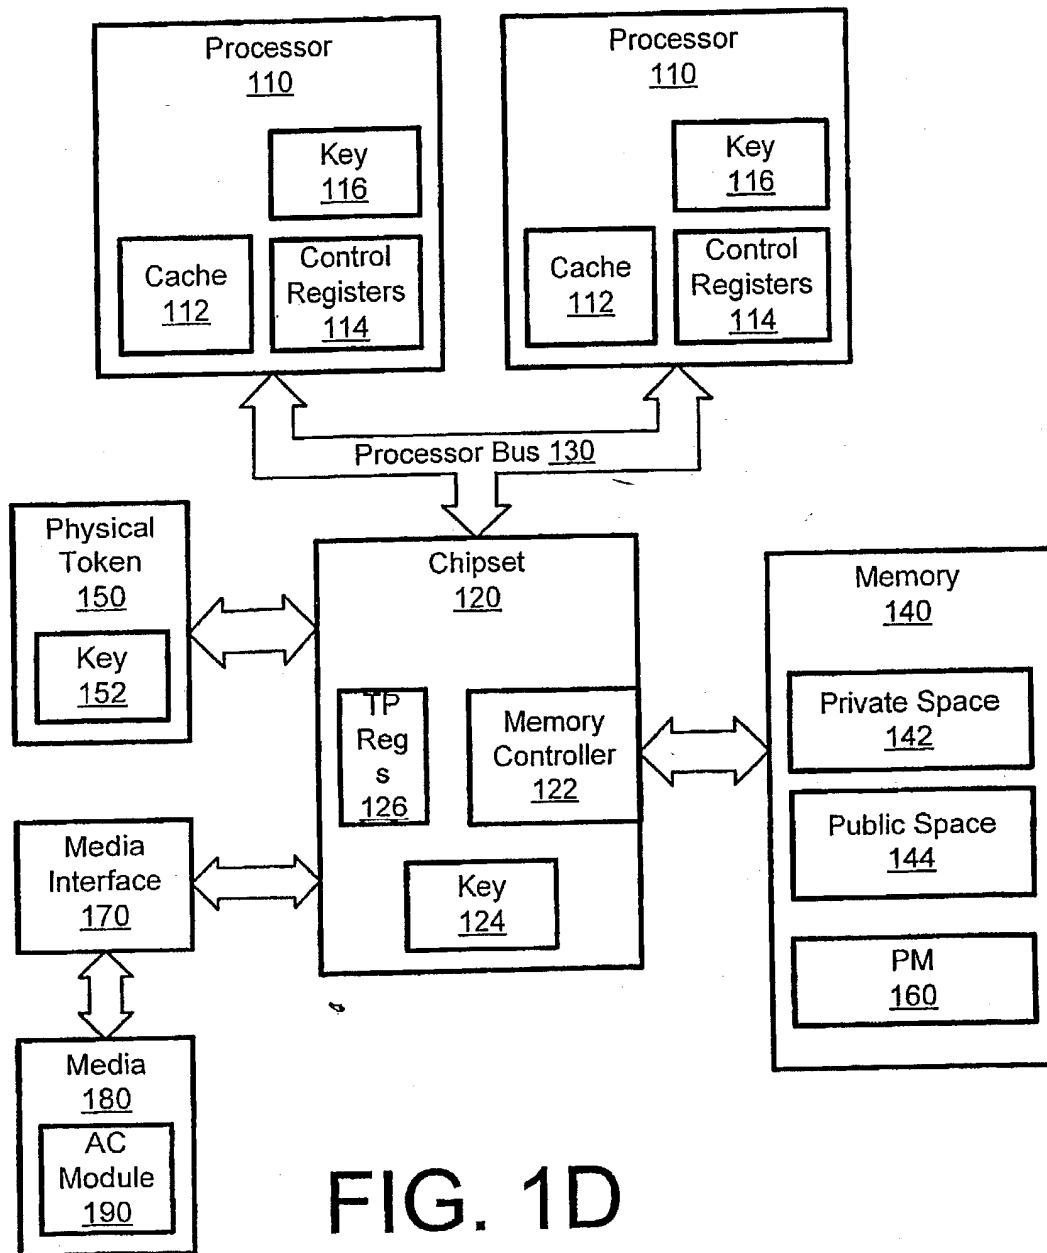 Processor
110
Key
116
Cache
112
Control
Registers
114
Processor
110
Key
116
Cache
112
Control
Registers
114
Processor Bus 130
Physical
Token
150
Key
152
Chipset
120
TP
Reg
s
126
Memory
Controller
122
Key
124
Memory
140
Private Space
142
Public Space
144
PM
160
Media
Interface
170
Media
180
AC
Module
190
FIG. 1D